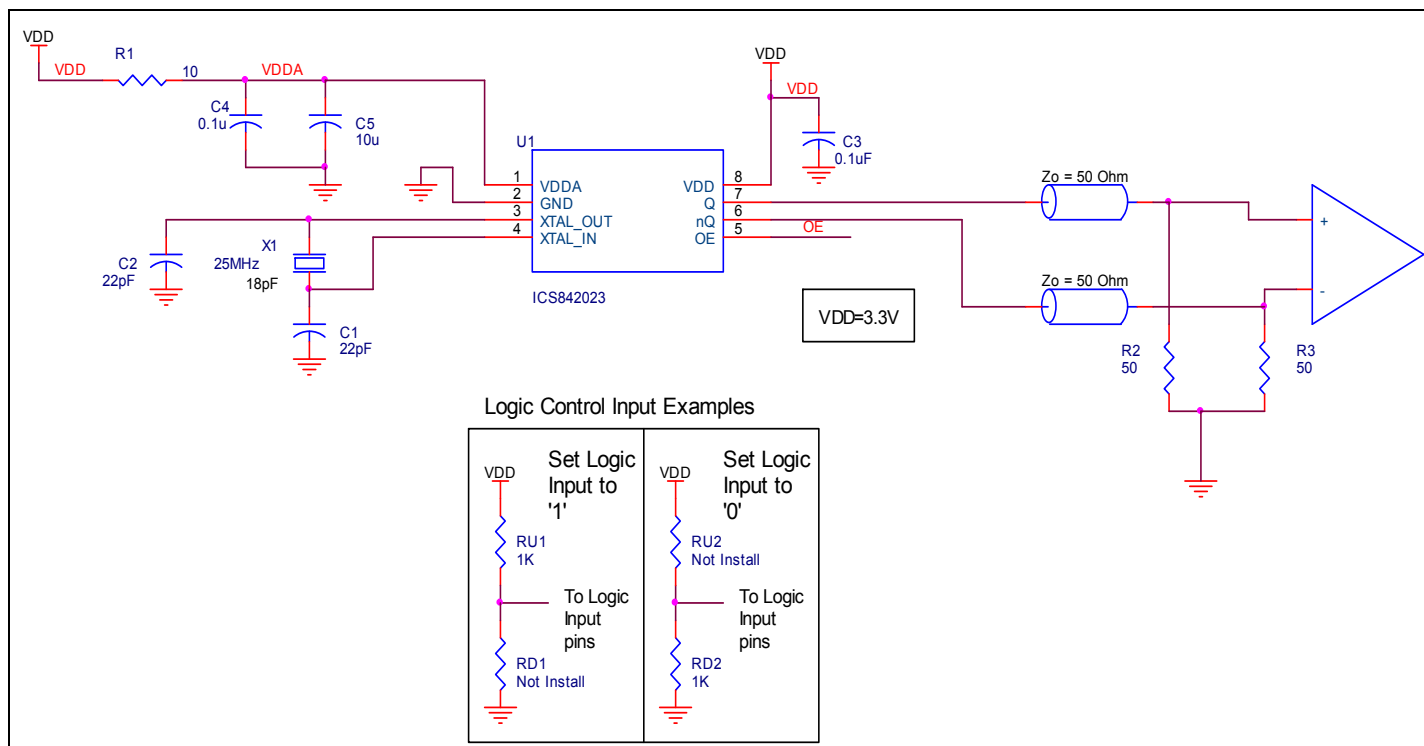 VDD
R1
VDD
10
VDDA
C4
0.1u
C5
10u
VDD
VDD
C3
0.1uF
U1
1
2
3
4
VDDA
GND
XTAL_OUT
XTAL_IN
VDD
Q
nQ
OE
8
7
6
5
OE
ICS842023
C2
22pF
X1
25MHz
18pF
C1
22pF
Zo = 50 Ohm
Zo = 50 Ohm
+
-
VDD=3.3V
R2
50
R3
50
Logic Control Input Examples
VDD
Set Logic
Input to
'1'
RU1
1K
To Logic
Input
pins
RD1
Not Install
VDD
Set Logic
Input to
'0'
RU2
Not Install
To Logic
Input
pins
RD2
1K